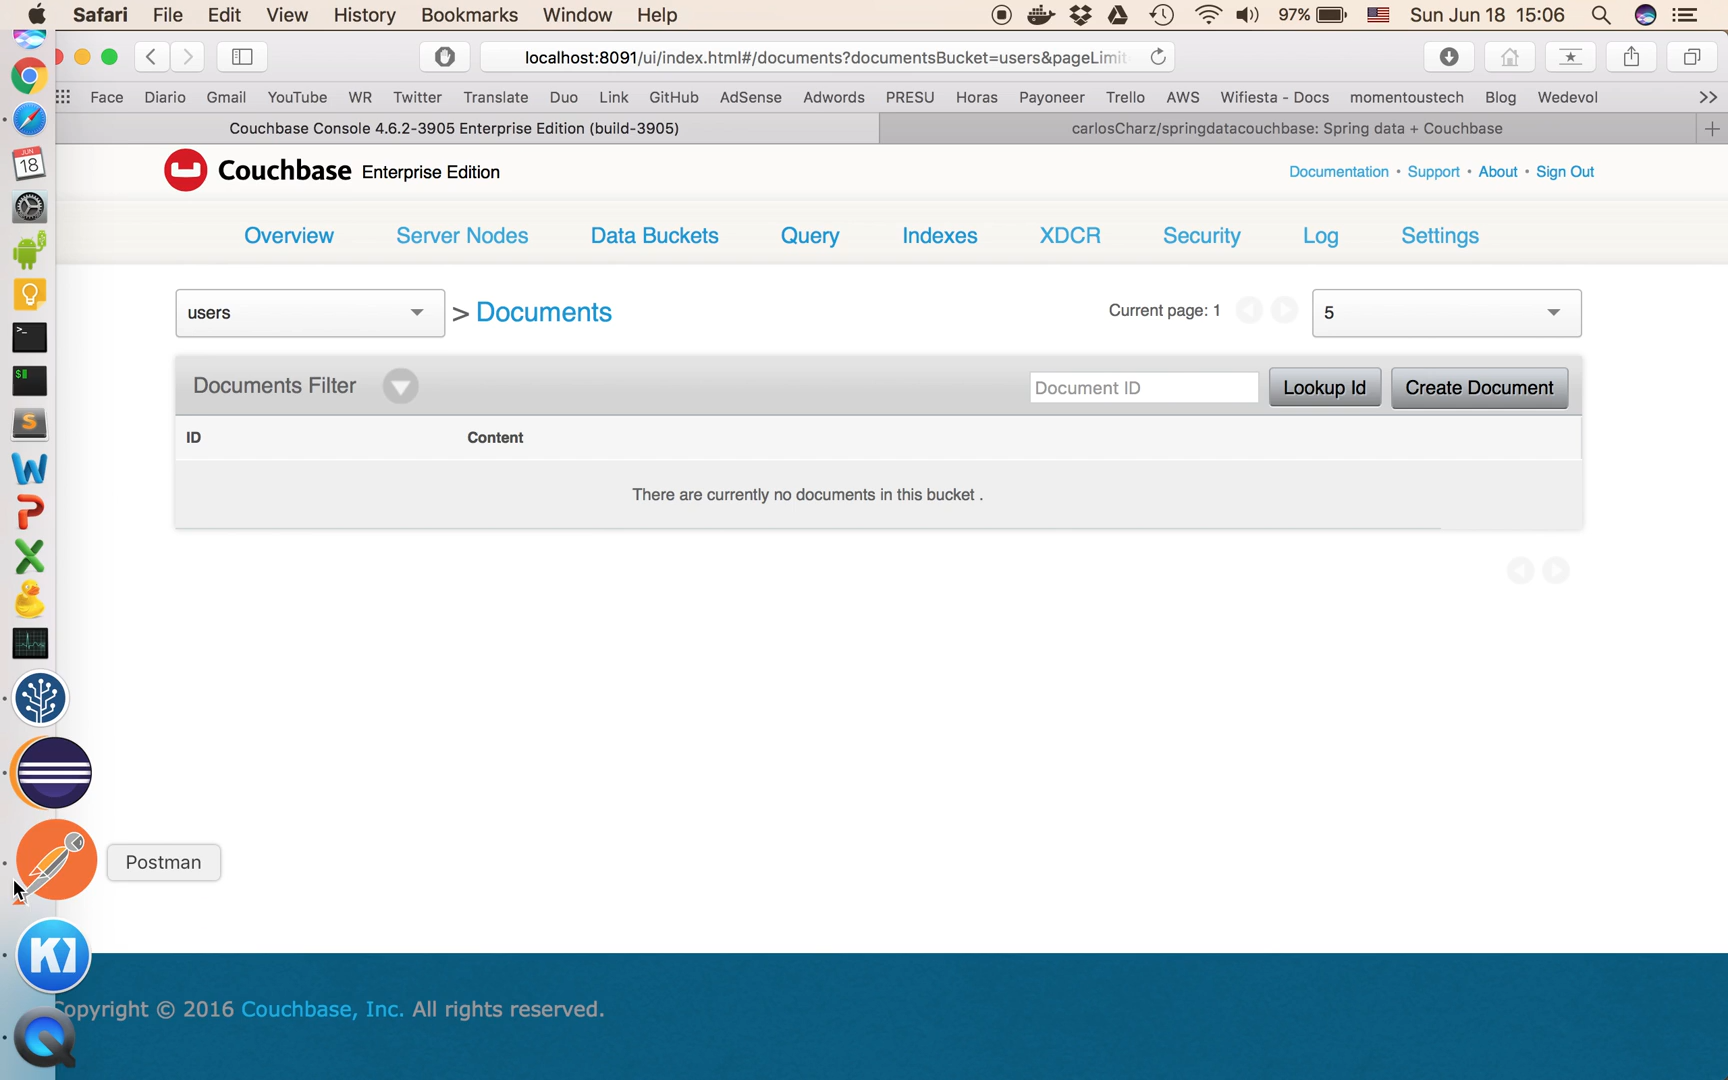 Safari File Edit View History Bookmarks Window Help 97% Sun Jun 18 15:06
localhost:8091/ui/index.html#/documents?documentsBucket=users&pageLimit
Face Diario Gmail YouTube WR Twitter Translate Duo Link GitHub AdSense Adwords PRESU Horas Payoneer Trello AWS Wifiesta - Docs momentoustech Blog Wedevol >>
Couchbase Console 4.6.2-3905 Enterprise Edition (build-3905) carlosCharz/springdatacouchbase: Spring data + Couchbase
JUN
18
Couchbase Enterprise Edition Documentation • Support • About • Sign Out
Overview Server Nodes Data Buckets Query Indexes XDCR Security Log Settings
users > Documents Current page: 1 5
Documents Filter Document ID Lookup Id Create Document
ID Content
There are currently no documents in this bucket .
Postman
Copyright © 2016 Couchbase, Inc. All rights reserved.